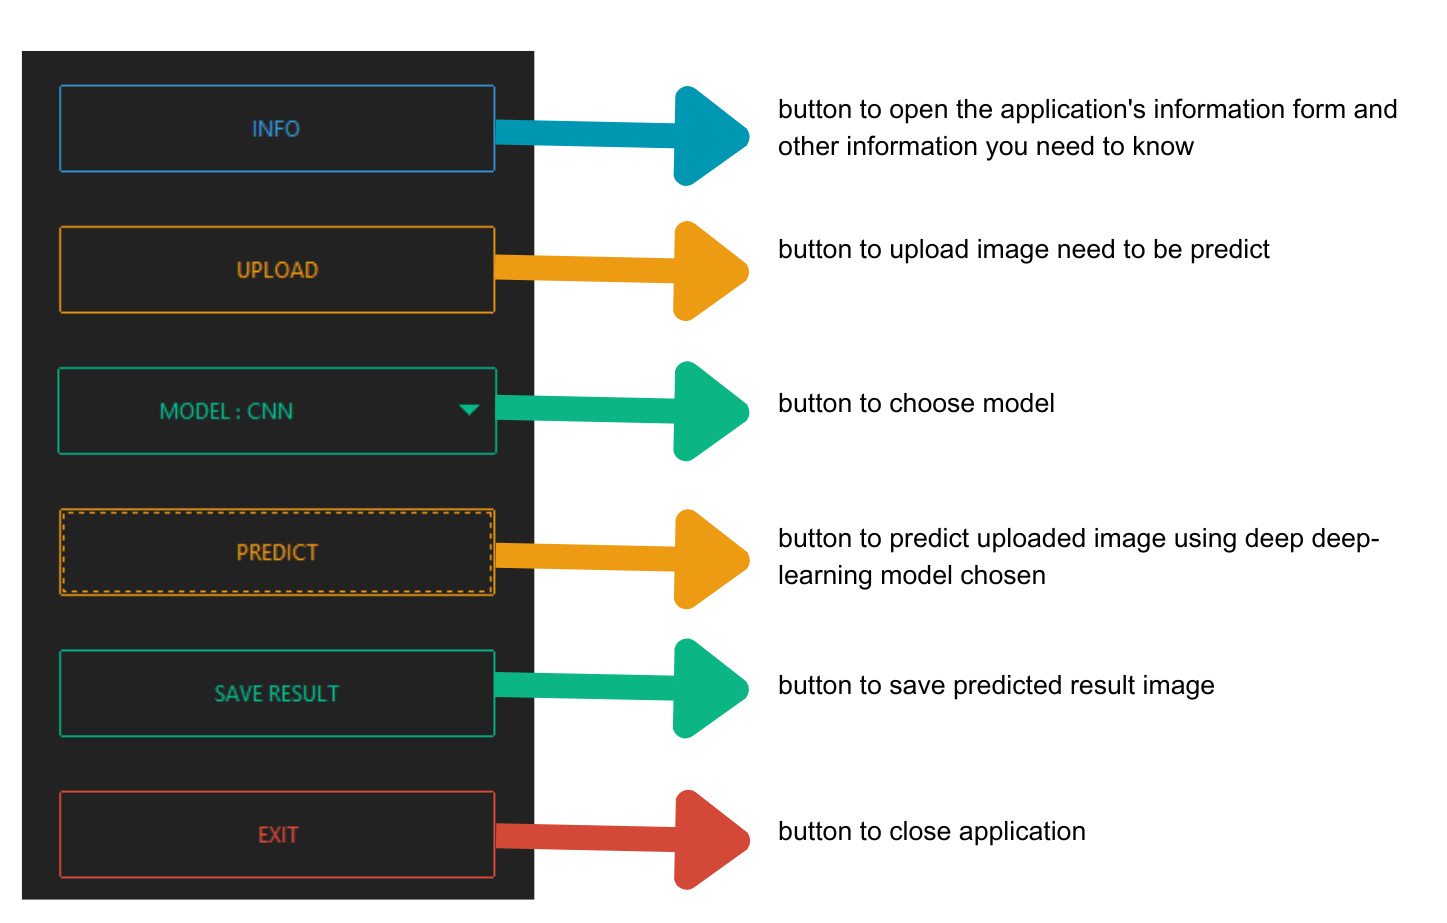 INFO
button to open the application's information form and
other information you need to know
UPLOAD
button to upload image need to be predict
MODEL : CNN
button to choose model
PREDICT
button to predict uploaded image using deep deep-
learning model chosen
SAVE RESULT
button to save predicted result image
EXIT
button to close application